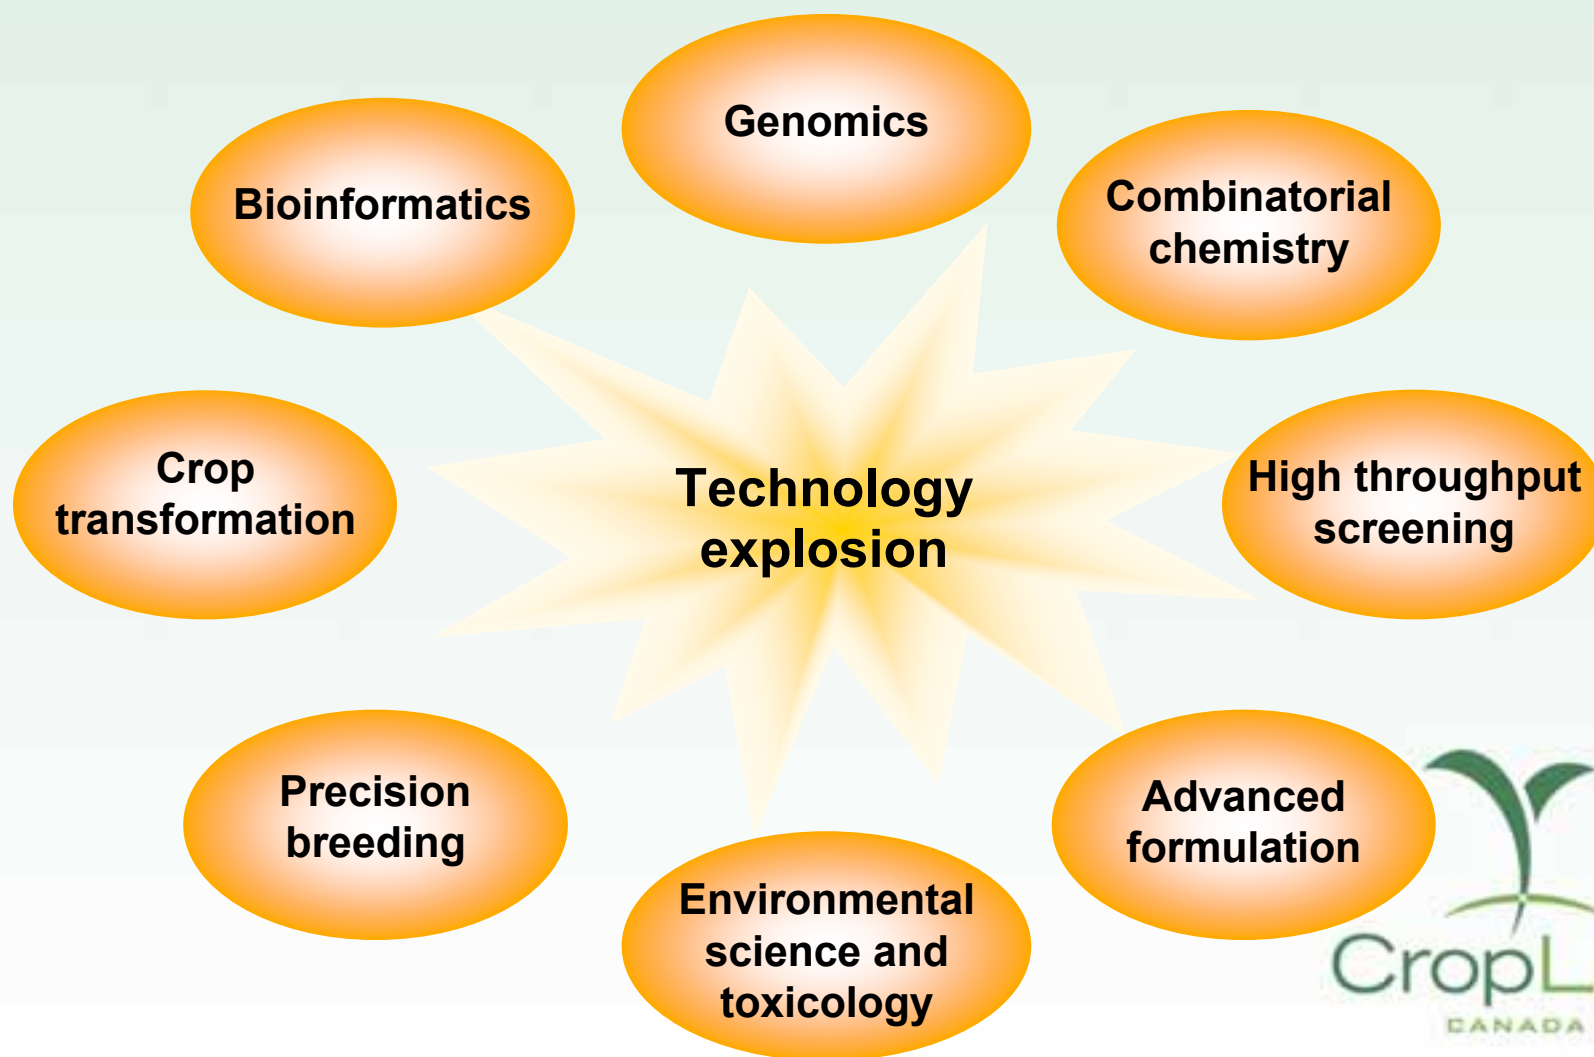 Genomics
Bioinformatics
Combinatorial
chemistry
Crop
transformation
Technology
explosion
High throughput
screening
Precision
breeding
Advanced
formulation
Environmental
science and
toxicology
CropL
CANADA